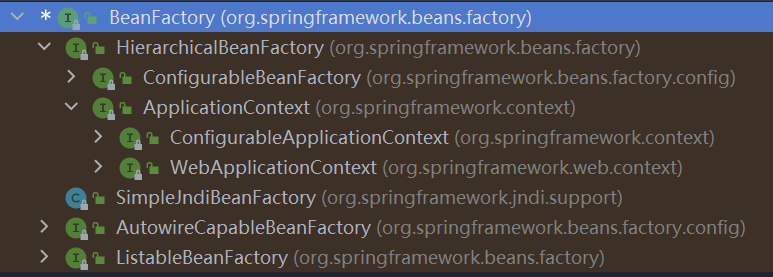 * BeanFactory (org.springframework.beans.factory)
HierarchicalBeanFactory (org.springframework.beans.factory)
ConfigurableBeanFactory (org.springframework.beans.factory.config)
ApplicationContext (org.springframework.context)
ConfigurableApplicationContext (org.springframework.context)
WebApplicationContext (org.springframework.web.context)
SimpleJndiBeanFactory (org.springframework.jndi.support)
AutowireCapableBeanFactory (org.springframework.beans.factory.config)
ListableBeanFactory (org.springframework.beans.factory)